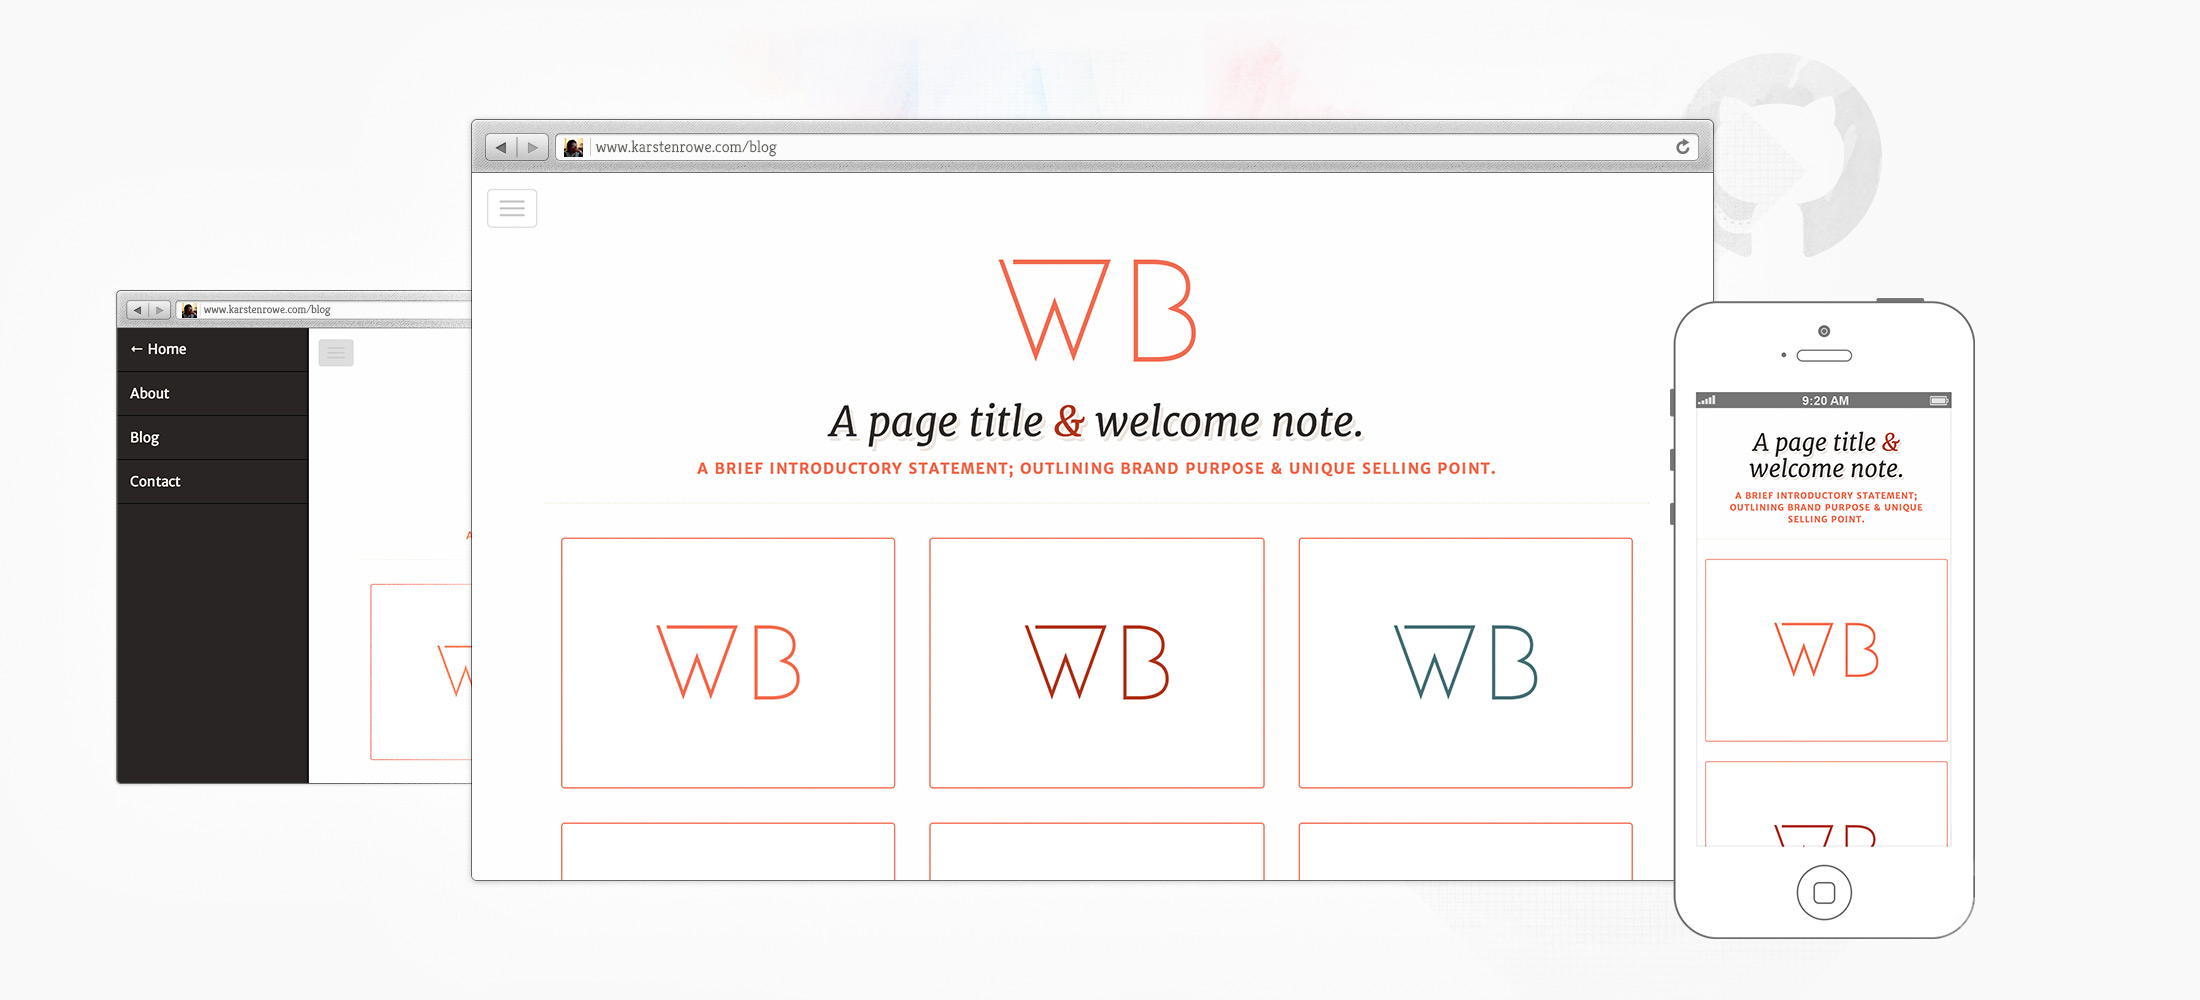 www.karstenrowe.com/blog
← Home
About
Blog
Contact
A
W
www.karstenrowe.com/blog
WB
A page title & welcome note.
A BRIEF INTRODUCTORY STATEMENT; OUTLINING BRAND PURPOSE & UNIQUE SELLING POINT.
WB
WB
WB
9:20 AM
A page title &
welcome note.
A BRIEF INTRODUCTORY STATEMENT;
OUTLINING BRAND PURPOSE & UNIQUE
SELLING POINT.
WB
WB